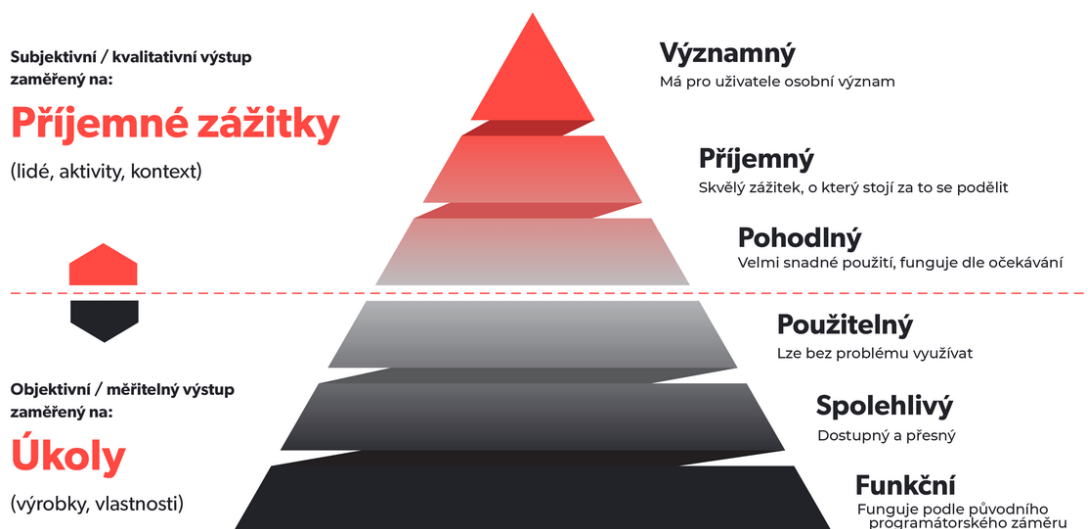 Subjektivní / kvalitativní výstup
zaměřený na:
Příjemné zážitky
(lidé, aktivity, kontext)
Objektivní / měřitelný výstup
zaměřený na:
Úkoly
(výrobky, vlastnosti)
Významný
Má pro uživatele osobní význam
Příjemný
Skvělý zážitek, o který stojí za to se podělit
Pohodlný
Velmi snadné použití, funguje dle očekávání
Použitelný
Lze bez problému využívat
Spolehlivý
Dostupný a přesný
Funkční
Funguje podle původního
programátorského záměru